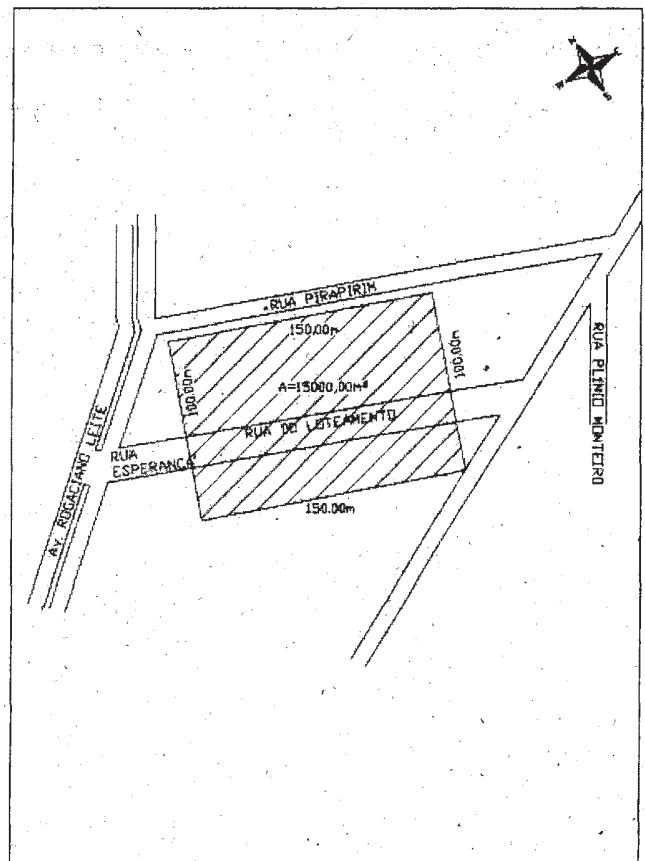 N
E
W
S
RUA PIRAPIRIM
150.00m
100.00m
100.00m
A=15000,00m²
RUA DO LOTEAMENTO
RUA
ESPERANCA
150.00m
AV. ROGACIANO LEITE
RUA PLINIO MONTEIRO